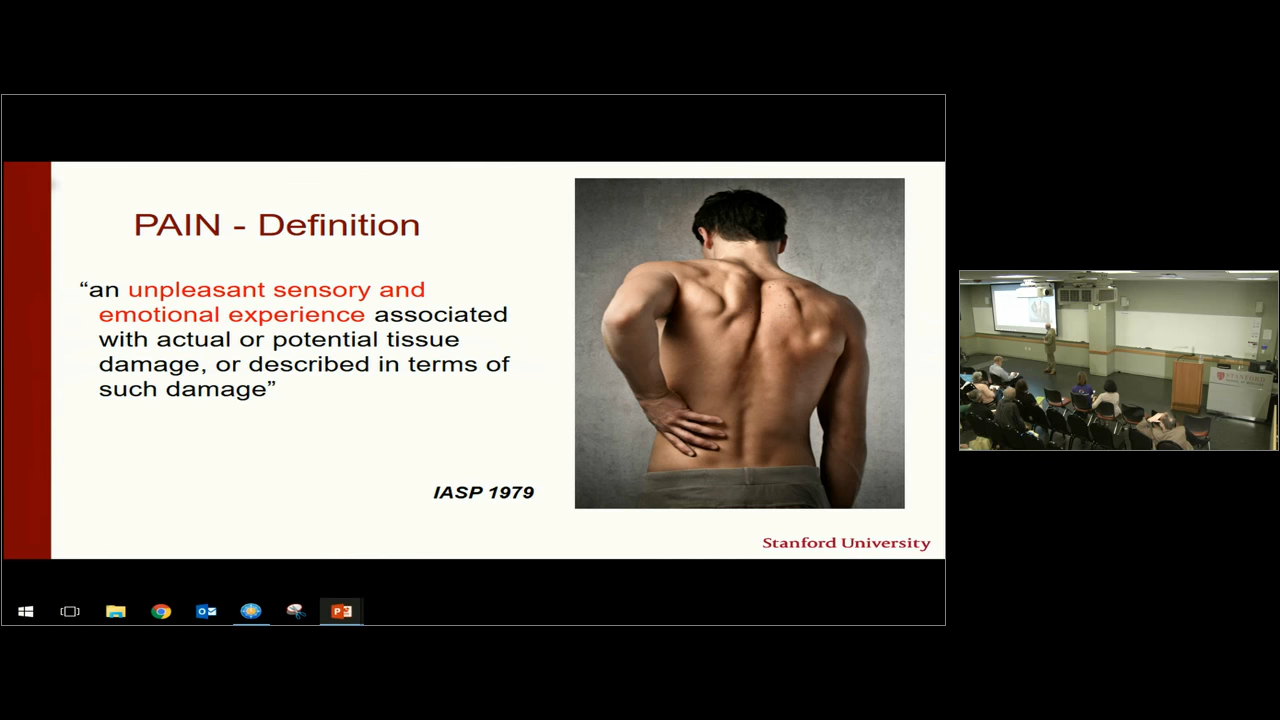 PAIN - Definition
“an unpleasant sensory and
emotional experience associated
with actual or potential tissue
damage, or described in terms of
such damage”
IASP 1979
Stanford University
STANFORD